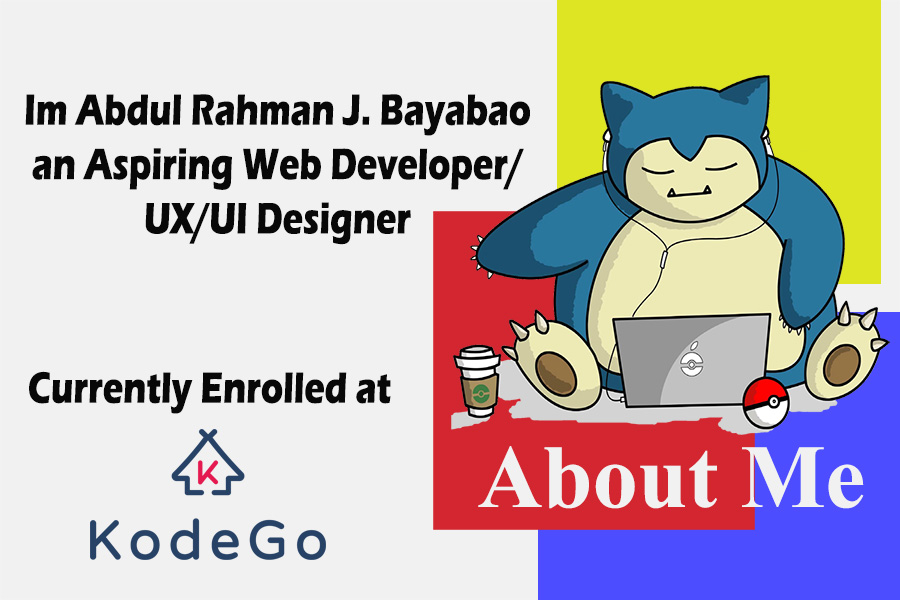 Im Abdul Rahman J. Bayabao
an Aspiring Web Developer/
UX/UI Designer
Currently Enrolled at
K
KodeGo
About Me